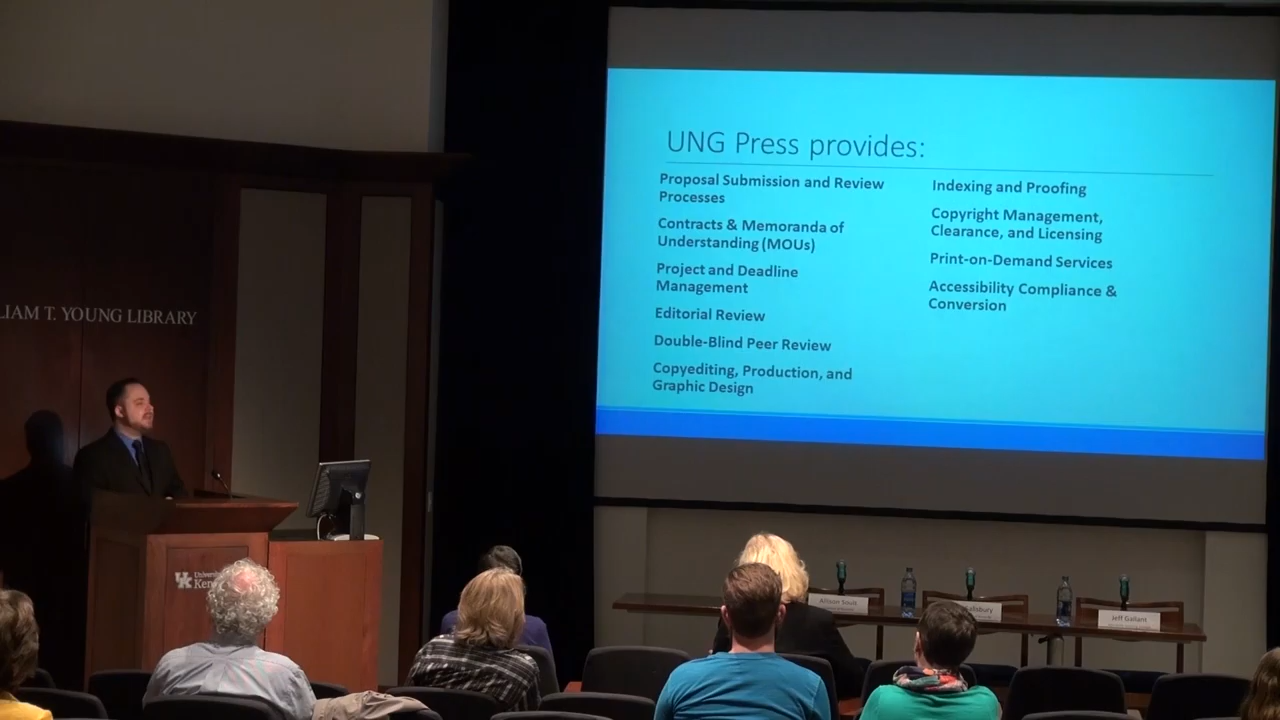 UNG Press provides:
Proposal Submission and Review
Processes
Contracts & Memoranda of
Understanding (MOUs)
Project and Deadline
Management
Editorial Review
Double-Blind Peer Review
Copyediting, Production, and
Graphic Design
Indexing and Proofing
Copyright Management,
Clearance, and Licensing
Print-on-Demand Services
Accessibility Compliance &
Conversion
LIAM T. YOUNG LIBRARY
UK
Jeff Gallant